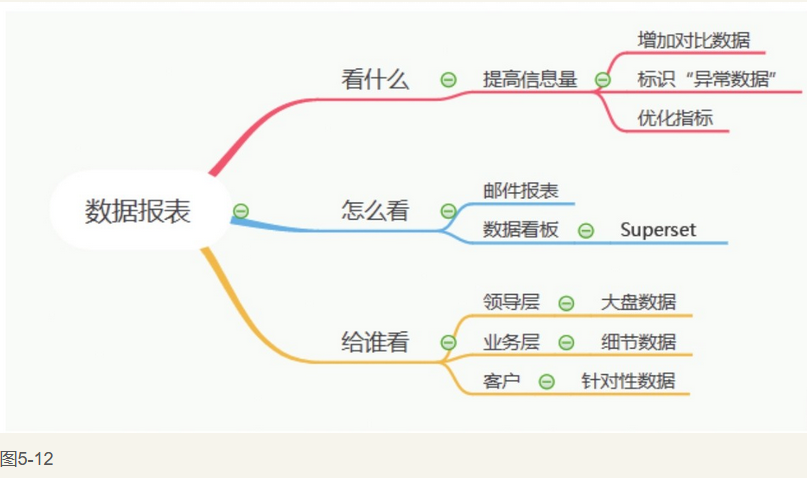 数据报表
看什么
提高信息量
增加对比数据
标识“异常数据”
优化指标
怎么看
邮件报表
数据看板
Superset
给谁看
领导层
大盘数据
业务层
细节数据
客户
针对性数据
图5-12